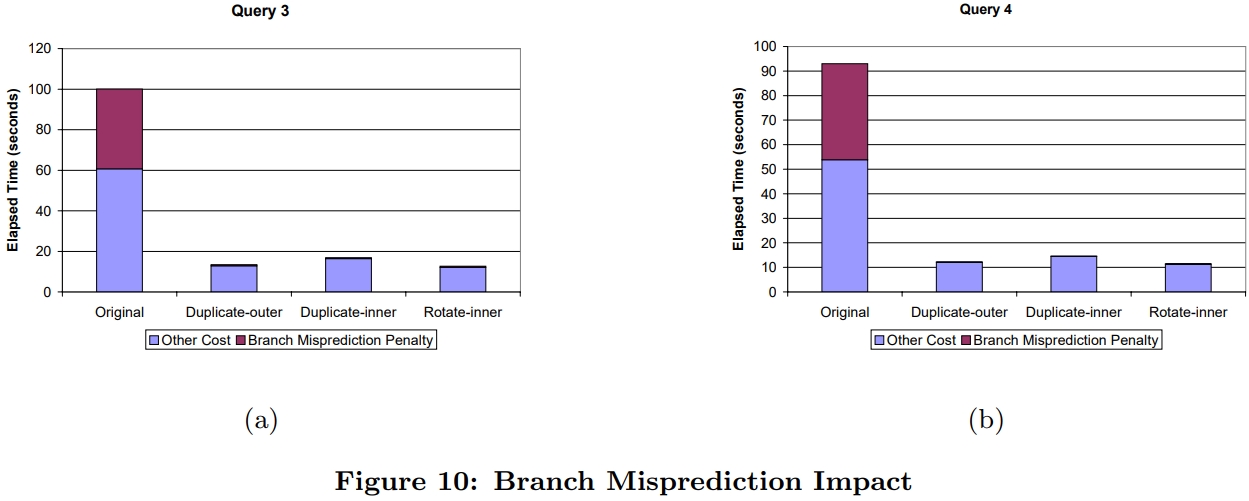 Query 3
120
100
80
60
40
20
0
Elapsed Time (seconds)
Original Duplicate-outer Duplicate-inner Rotate-inner
Other Cost Branch Misprediction Penalty
(a)
Query 4
100
90
80
70
60
50
40
30
20
10
0
Elapsed Time (seconds)
Original Duplicate-outer Duplicate-inner Rotate-inner
Other Cost Branch Misprediction Penalty
(b)
Figure 10: Branch Misprediction Impact